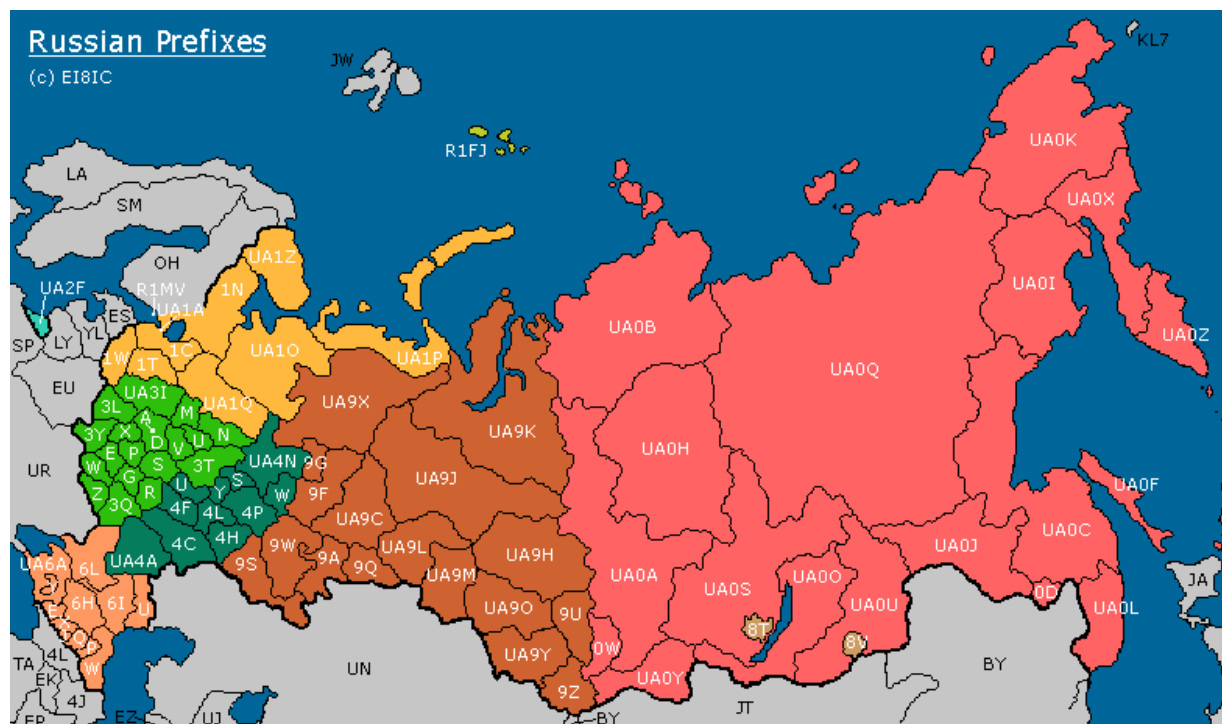 Russian Prefixes
(c) EI8IC
KL7
JW
R1FJ
UA0K
LA
UA0X
SM
UA1Z
OH
UA2F
R1MV
1N
UA0I
ES
UA1A
UA0B
UA0Z
SP
LY
YL
1W
1T
1C
UA1O
UA1P
UA0Q
EU
UA3I
UA9X
3L
A
M
UA1Q
UA9K
3Y
X
D
V
U
N
UA0H
UR
W
E
P
S
3T
UA4N
9G
UA9J
G
Z
3Q
R
U
Y
S
W
9F
UA0F
4F
4L
4P
UA9C
UA0C
UA6A
6L
UA4A
4C
4H
9S
9W
9A
9Q
UA9L
UA9M
UA9H
UA0A
UA0S
UA0O
UA0J
UA0U
0D
UA0L
JA
6H
6I
U
UA9O
9U
8T
8V
E
X
Q
P
W
TA
4L
EK
4J
UN
UA9Y
0W
UA0Y
9Z
BY
JT
EZ
UJ
BY